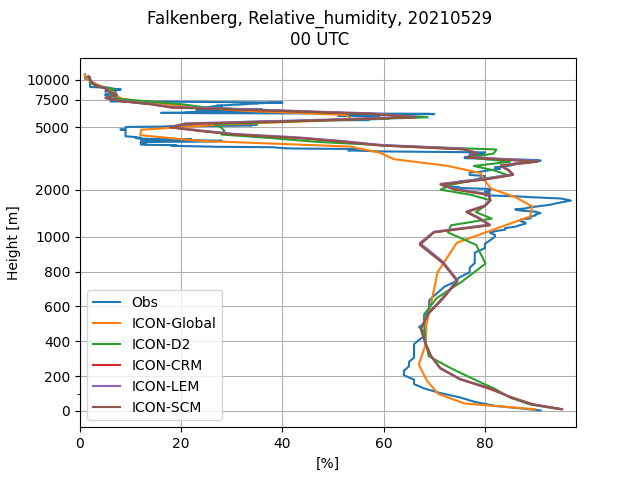 Falkenberg, Relative_humidity, 20210529
00 UTC
10000
7500
5000
2000
1000
800
600
400
200
0
Height [m]
Obs
ICON-Global
ICON-D2
ICON-CRM
ICON-LEM
ICON-SCM
0 20 40 60 80
[%]